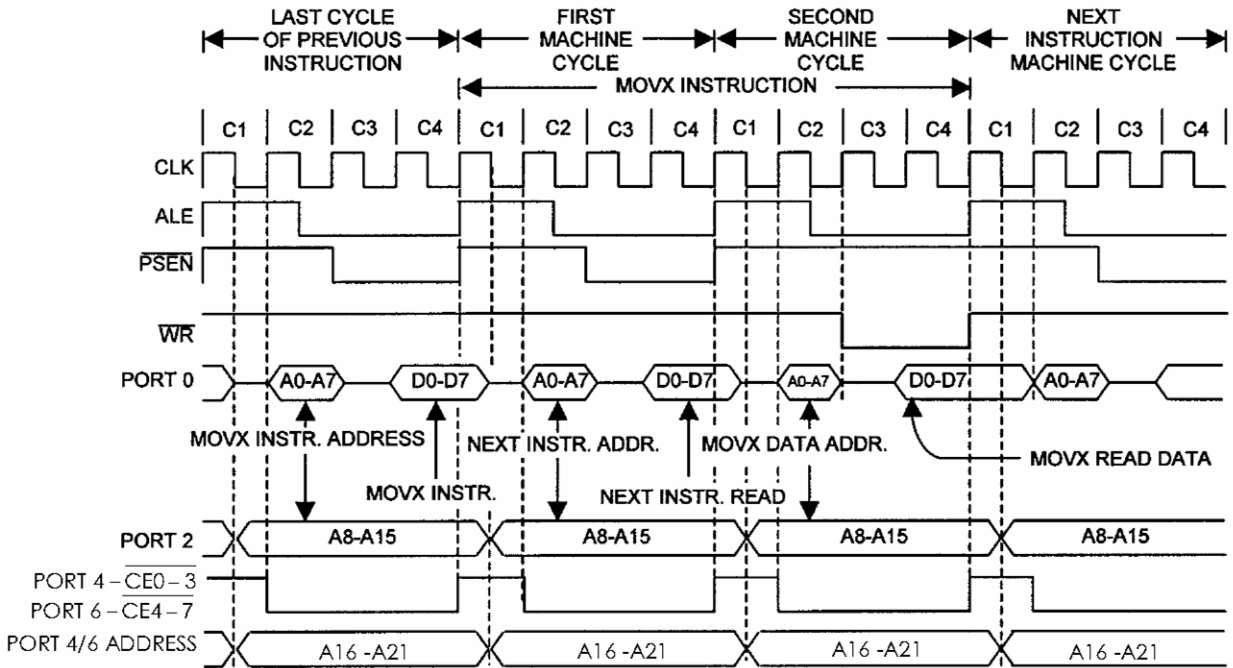 LAST CYCLE
OF PREVIOUS
INSTRUCTION
FIRST
MACHINE
CYCLE
SECOND
MACHINE
CYCLE
NEXT
INSTRUCTION
MACHINE CYCLE
MOVX INSTRUCTION
C1 C2 C3 C4 C1 C2 C3 C4 C1 C2 C3 C4 C1 C2 C3 C4
CLK
ALE
PSEN
WR
PORT 0 A0-A7 D0-D7 A0-A7 D0-D7 A0-A7 D0-D7 A0-A7
MOVX INSTR. ADDRESS NEXT INSTR. ADDR. MOVX DATA ADDR.
MOVX READ DATA
MOVX INSTR. NEXT INSTR. READ
PORT 2 A8-A15 A8-A15 A8-A15 A8-A15
PORT 4 – CE0 – 3
PORT 6 – CE4 – 7
PORT 4/6 ADDRESS A16 -A21 A16 -A21 A16 -A21 A16 -A21